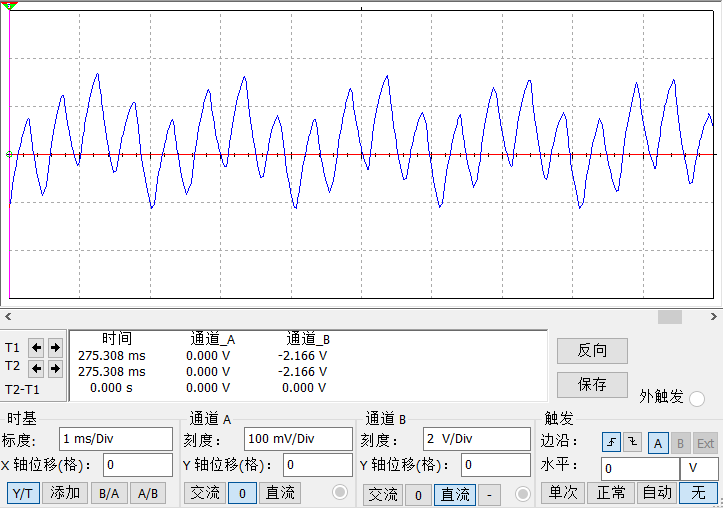 时间 通道_A 通道_B
T1 275.308 ms 0.000 V -2.166 V
T2 275.308 ms 0.000 V -2.166 V
T2-T1 0.000 s 0.000 V 0.000 V
反向
保存
外触发
时基 通道 A 通道 B 触发
标度: 1 ms/Div 刻度: 100 mV/Div 刻度: 2 V/Div 边沿: A B Ext
X 轴位移(格): 0 Y 轴位移(格): 0 Y 轴位移(格): 0 水平: 0 V
Y/T 添加 B/A A/B 交流 0 直流 交流 0 直流 - 单次 正常 自动 无